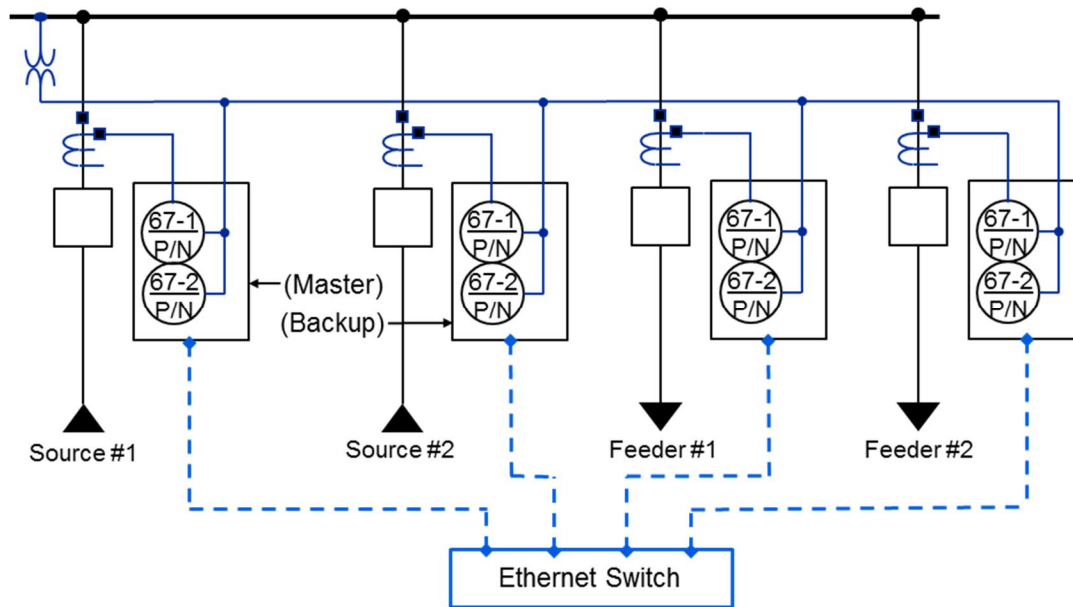 67-1
P/N
67-2
P/N
67-1
P/N
67-2
P/N
67-1
P/N
67-2
P/N
67-1
P/N
67-2
P/N
(Master)
(Backup)
Source #1
Source #2
Feeder #1
Feeder #2
Ethernet Switch